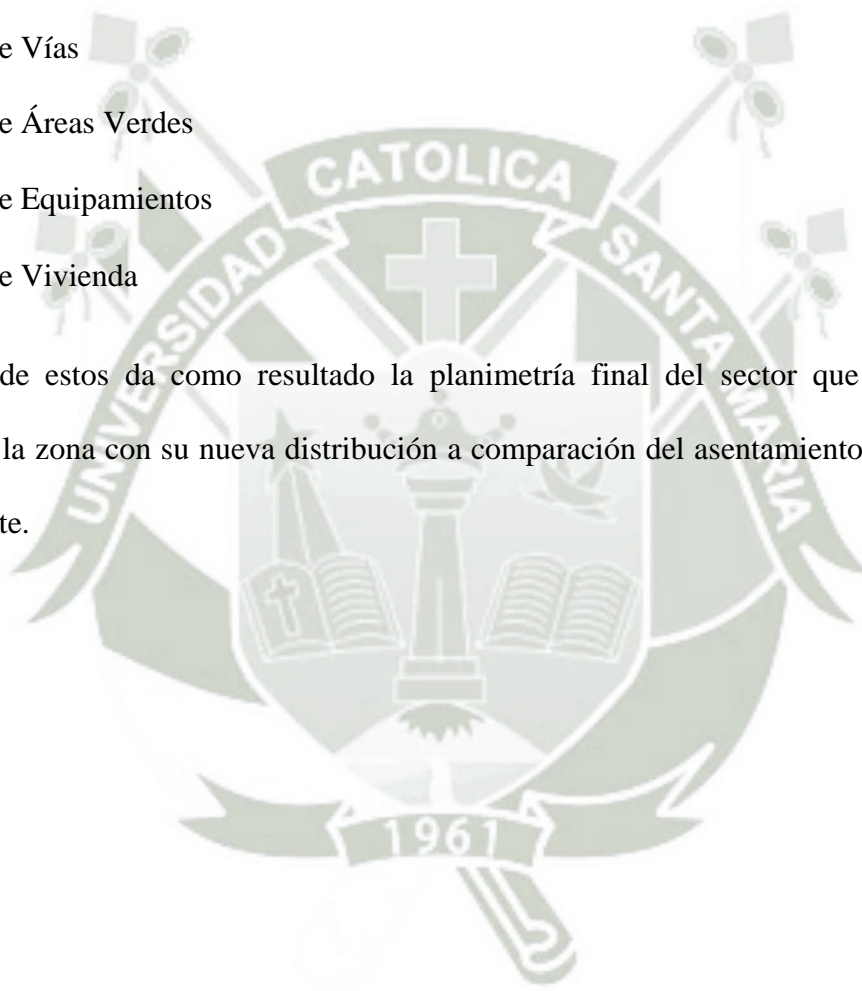 e Vías
e Áreas Verdes
e Equipamientos
e Vivienda
de estos da como resultado la planimetría final del sector que
la zona con su nueva distribución a comparación del asentamiento
te.
UNIVERSIDAD CATOLICA SANTA MARIA
1961